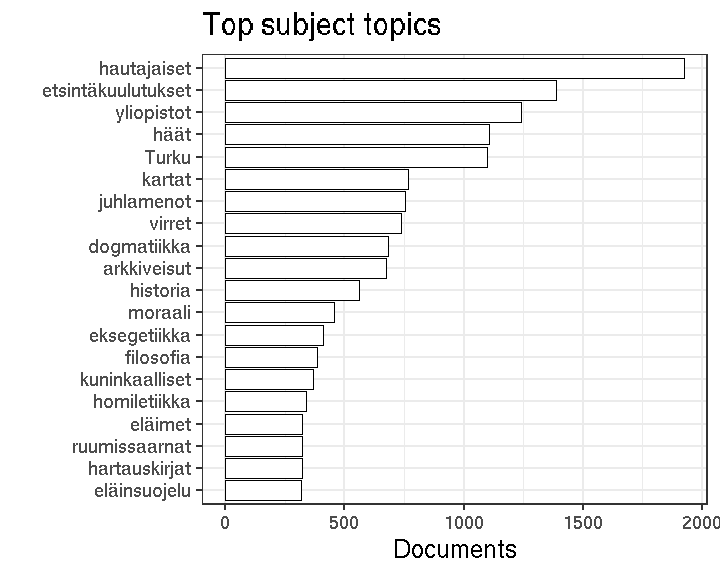 Top subject topics
hautajaiset
etsintäkuulutukset
yliopistot
häät
Turku
kartat
juhlamenot
virret
dogmatiikka
arkkiveisut
historia
moraali
eksegetiikka
filosofia
kuninkaalliset
homiletiikka
eläimet
ruumissaarnat
hartauskirjat
eläinsuojelu
0 500 1000 1500 2000
Documents